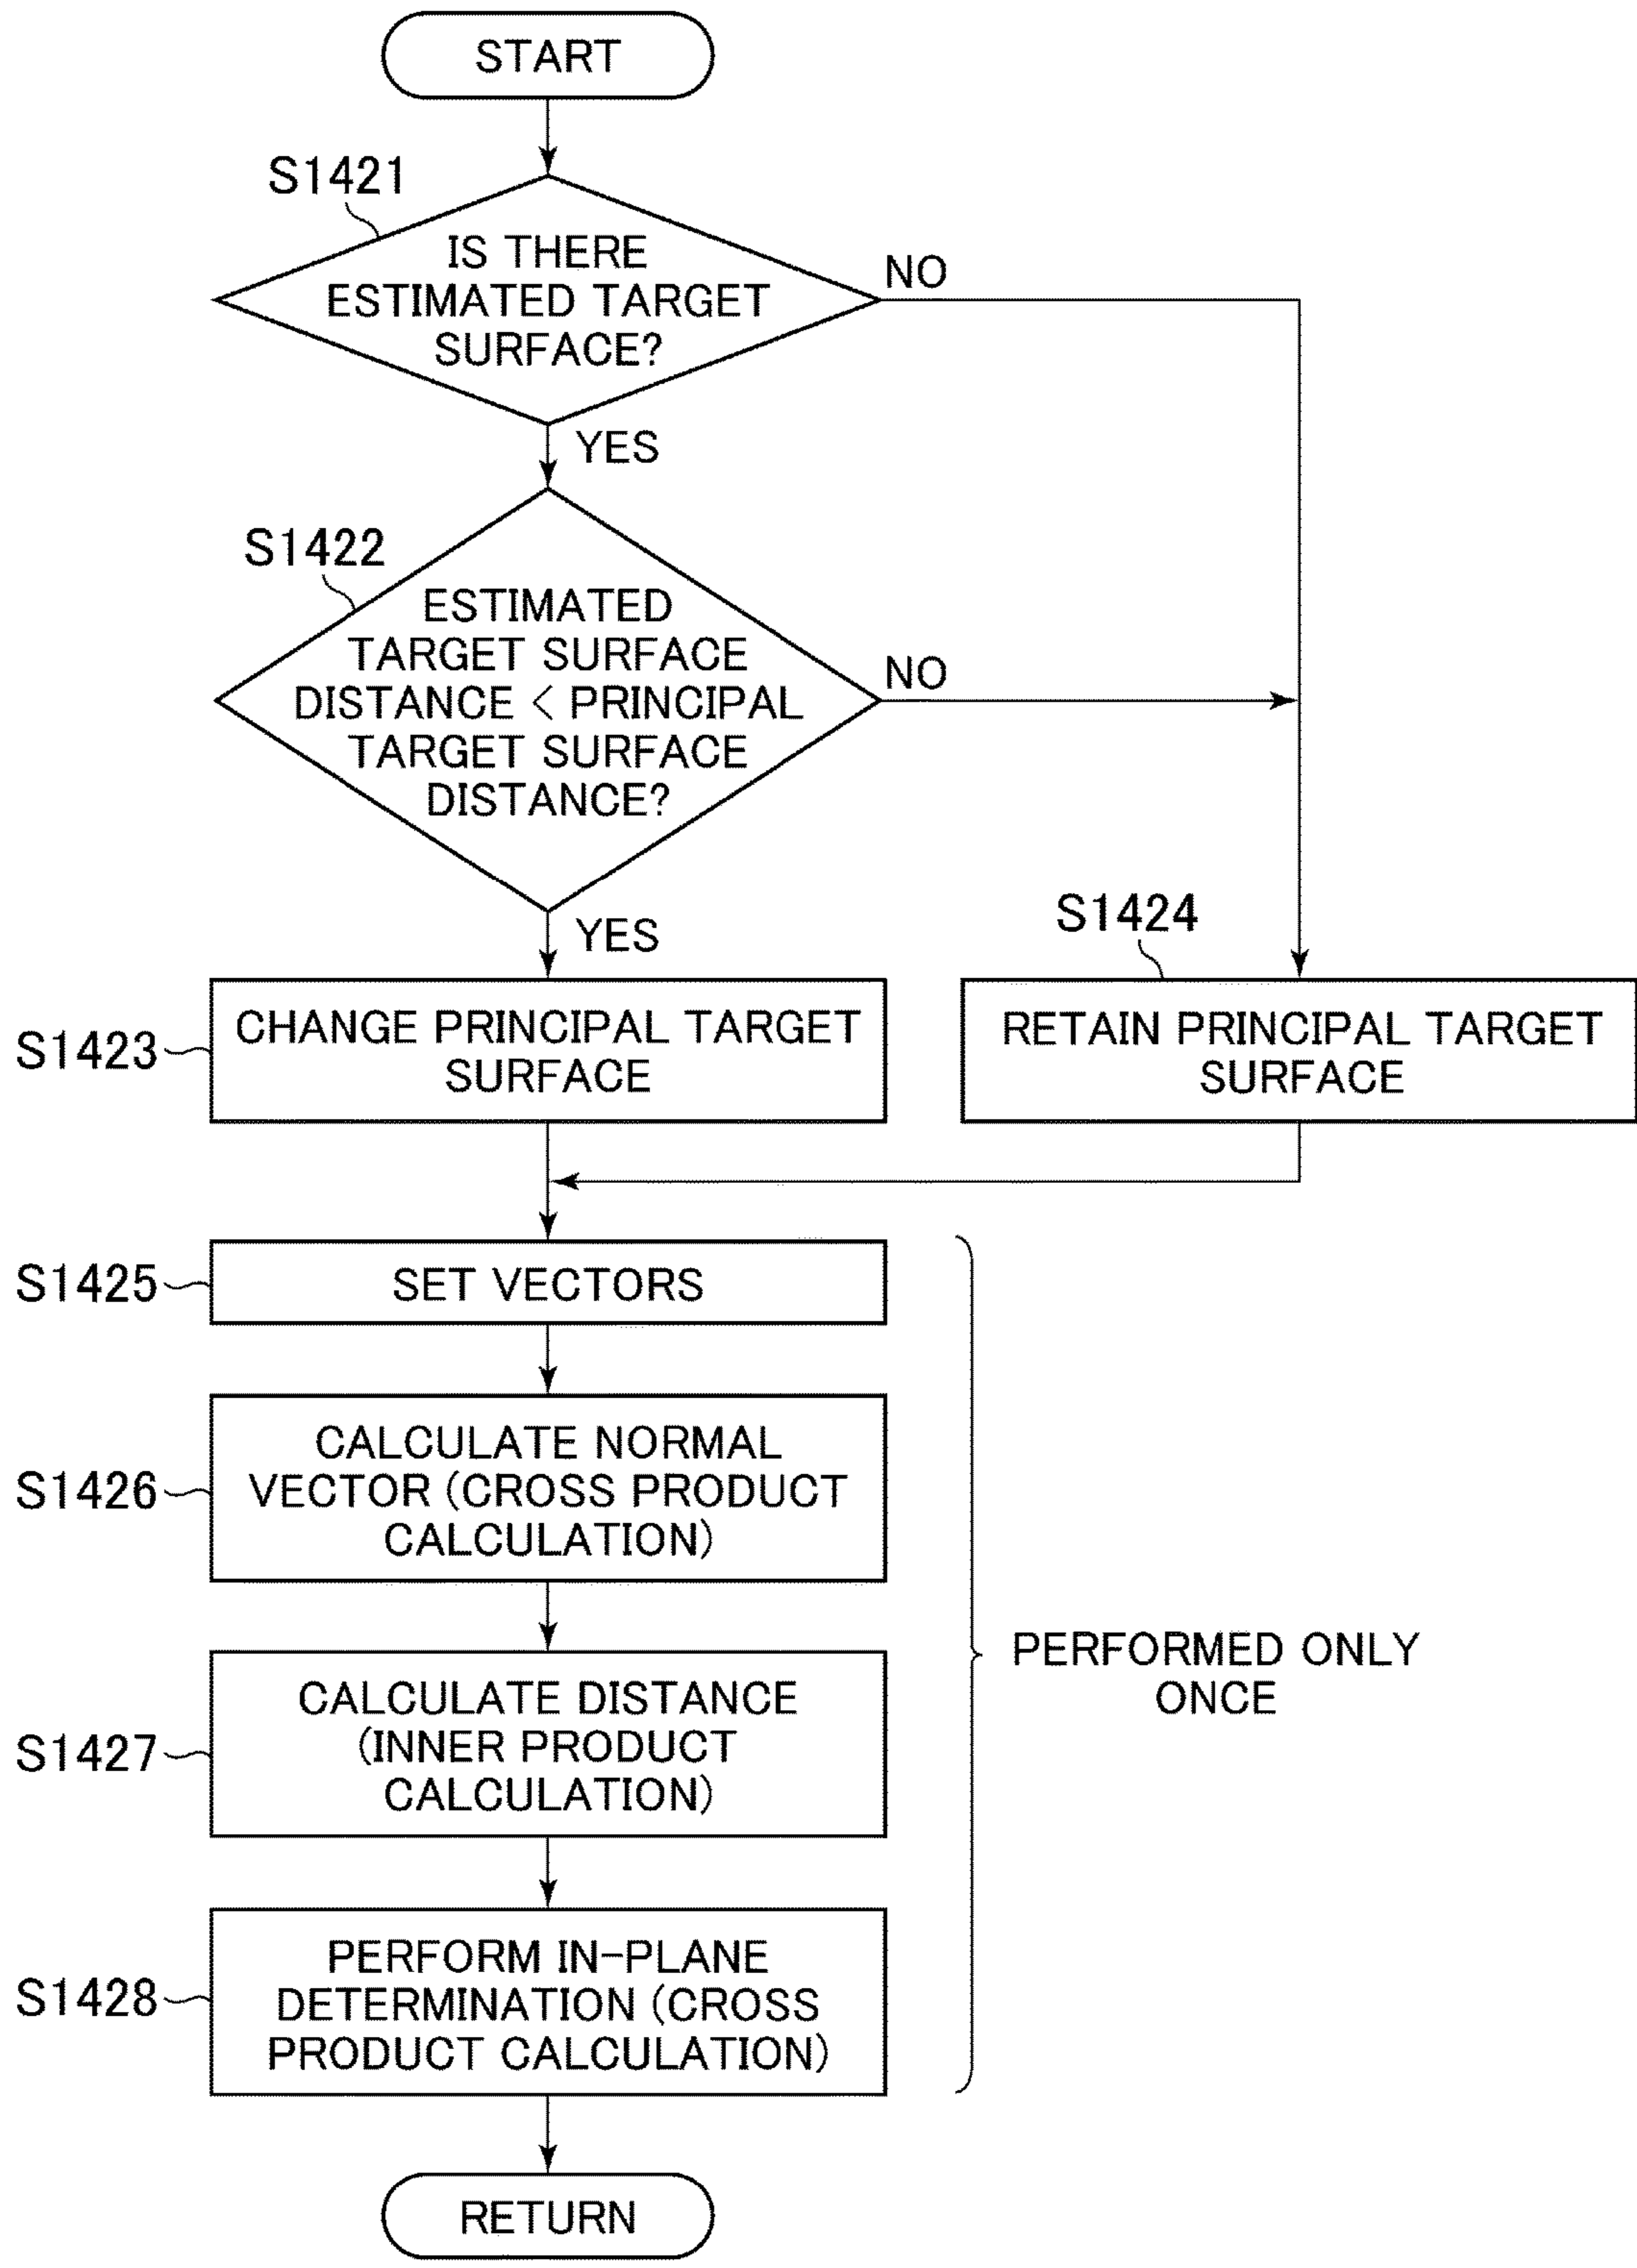 START
S1421
IS THERE
ESTIMATED TARGET
SURFACE?
NO
YES
S1422
ESTIMATED
TARGET SURFACE
DISTANCE < PRINCIPAL
TARGET SURFACE
DISTANCE?
NO
YES
S1423
CHANGE PRINCIPAL TARGET
SURFACE
S1424
RETAIN PRINCIPAL TARGET
SURFACE
S1425
SET VECTORS
S1426
CALCULATE NORMAL
VECTOR (CROSS PRODUCT
CALCULATION)
S1427
CALCULATE DISTANCE
(INNER PRODUCT
CALCULATION)
S1428
PERFORM IN-PLANE
DETERMINATION (CROSS
PRODUCT CALCULATION)
PERFORMED ONLY
ONCE
RETURN